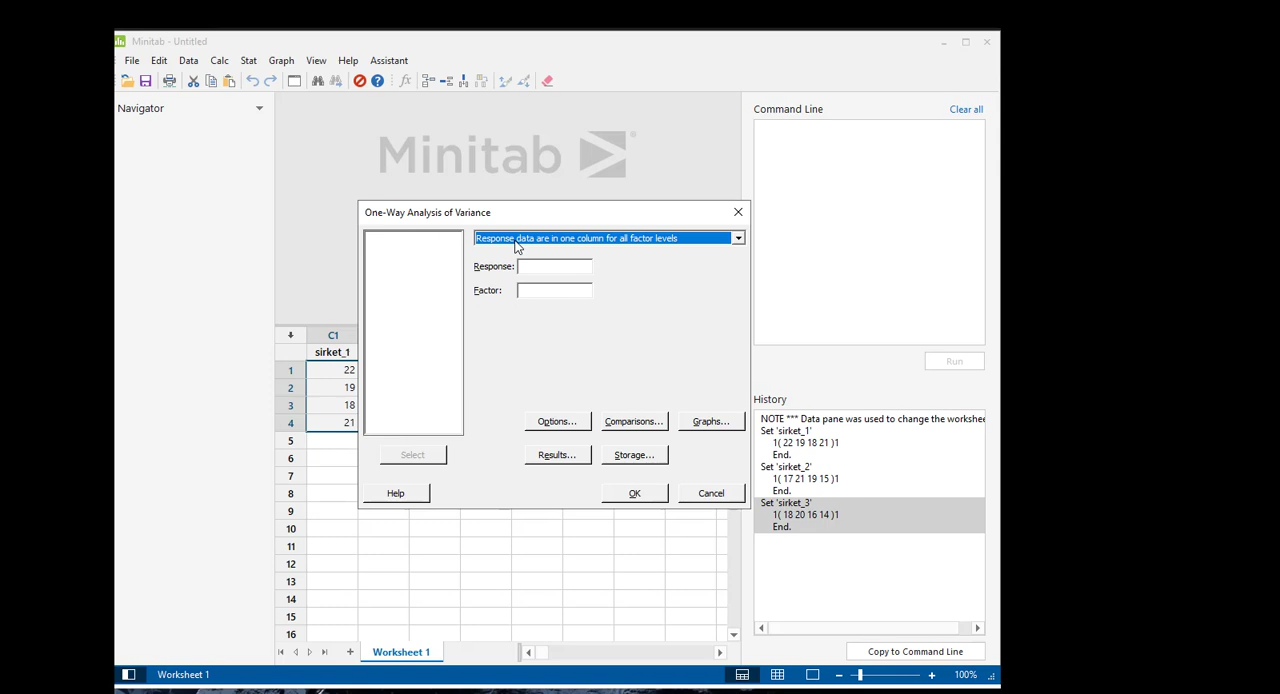 Minitab - Untitled
File Edit Data Calc Stat Graph View Help Assistant
fx
Navigator
Minitab
Command Line Clear all
One-Way Analysis of Variance
Response data are in one column for all factor levels
Response:
Factor:
Options... Comparisons... Graphs...
Select Results... Storage...
Help OK Cancel
C1
sirket_1
1 22
2 19
3 18
4 21
5
6
7
8
9
10
11
12
13
14
15
16
Run
History
NOTE *** Data pane was used to change the workshee
Set 'sirket_1'
1( 22 19 18 21 )1
End.
Set 'sirket_2'
1( 17 21 19 15 )1
End.
Set 'sirket_3'
1( 18 20 16 14 )1
End.
Worksheet 1
Copy to Command Line
Worksheet 1 100%